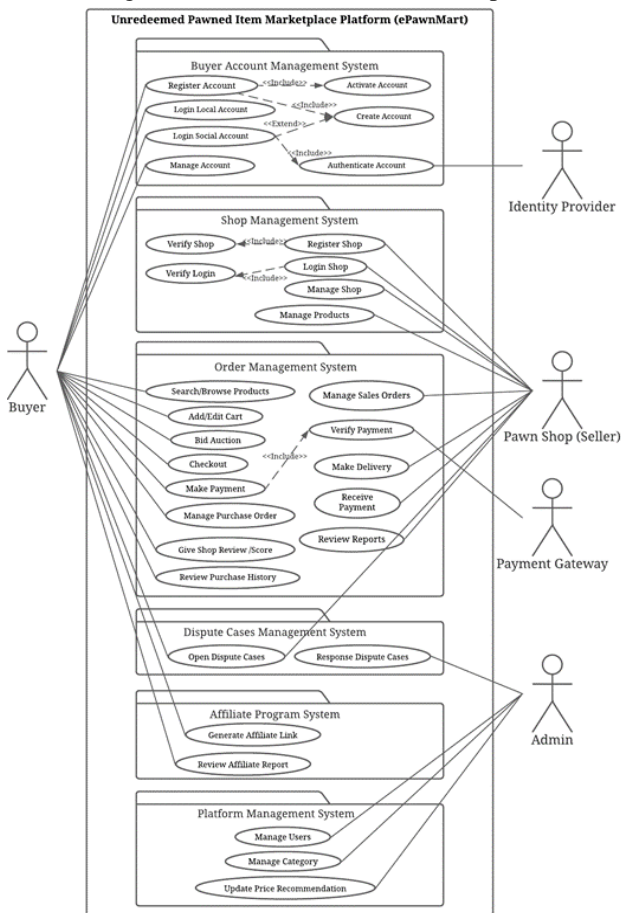 Unredeemed Pawned Item Marketplace Platform (ePawnMart)
Buyer Account Management System
Register Account
<<Include>>
Activate Account
<<Include>>
Login Local Account
Create Account
<<Extend>>
Login Social Account
<<Include>>
Manage Account
Authenticate Account
Identity Provider
Shop Management System
Verify Shop
<<Include>>
Register Shop
Login Shop
Verify Login
<<Include>>
Manage Shop
Manage Products
Buyer
Order Management System
Search/Browse Products
Manage Sales Orders
Add/Edit Cart
Verify Payment
Bid Auction
Pawn Shop (Seller)
<<Include>>
Checkout
Make Delivery
Make Payment
Receive
Payment
Manage Purchase Order
Review Reports
Give Shop Review /Score
Payment Gateway
Review Purchase History
Dispute Cases Management System
Open Dispute Cases
Response Dispute Cases
Admin
Affiliate Program System
Generate Affiliate Link
Review Affiliate Report
Platform Management System
Manage Users
Manage Category
Update Price Recommendation